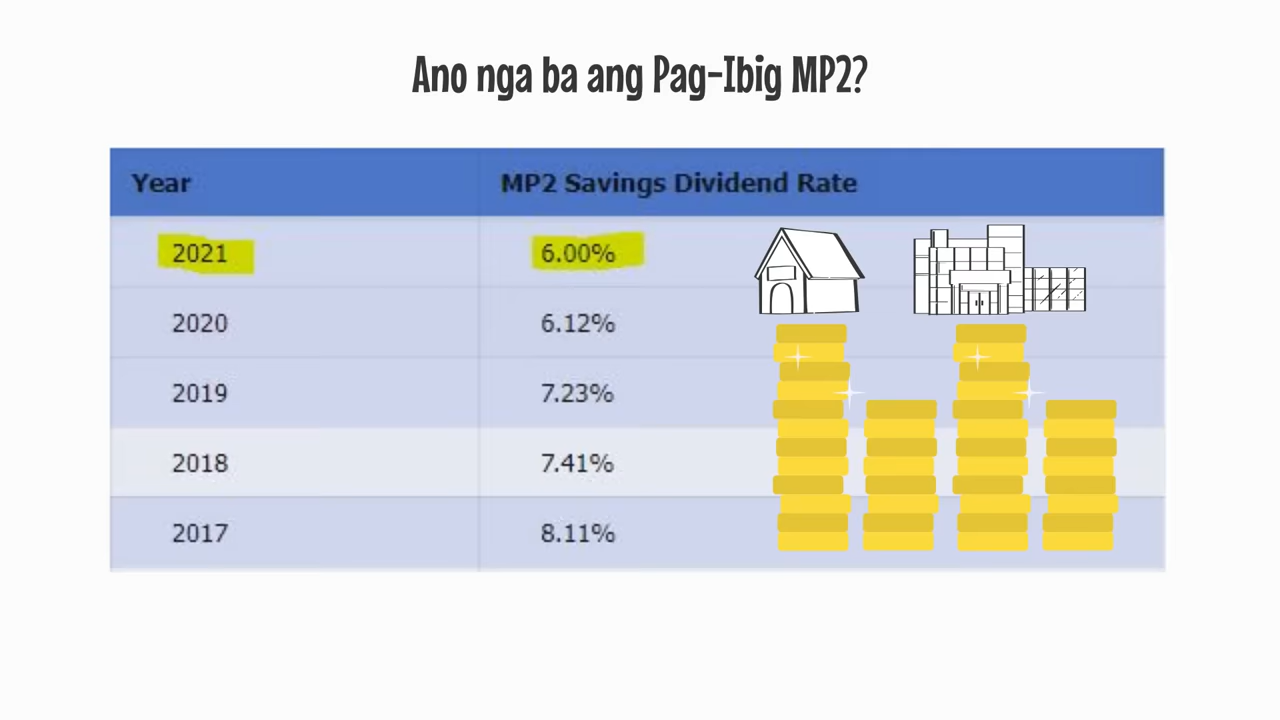 Ano nga ba ang Pag-Ibig MP2?
Year MP2 Savings Dividend Rate
2021 6.00%
2020 6.12%
2019 7.23%
2018 7.41%
2017 8.11%